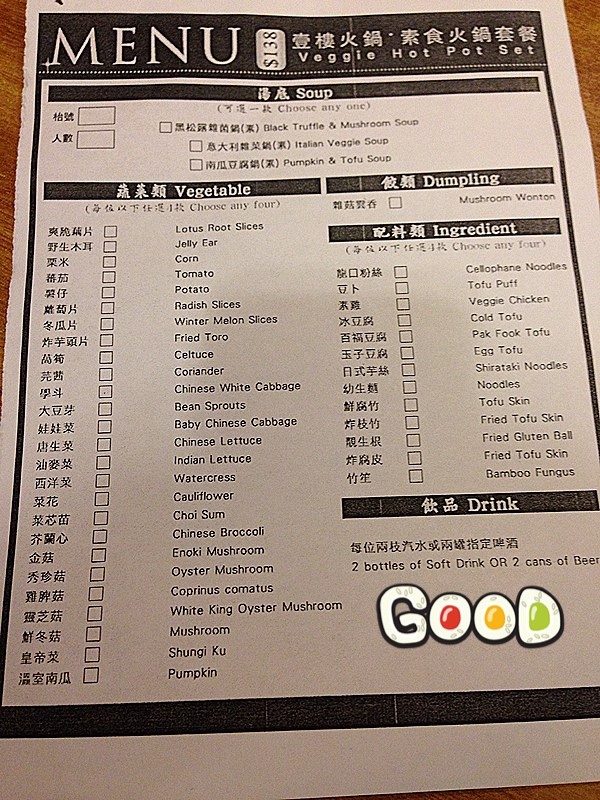 MENU $138 壹樓火鍋·素食火鍋套餐
Veggie Hot Pot Set
湯底 Soup
(可選一款 Choose any one)
枱號
人數
黑松露雜菌鍋(素) Black Truffle & Mushroom Soup
意大利雜菜鍋(素) Italian Veggie Soup
南瓜豆腐鍋(素) Pumpkin & Tofu Soup
蔬菜類 Vegetable
(每位以下任選4款 Choose any four)
爽脆藕片 Lotus Root Slices
野生木耳 Jelly Ear
栗米 Corn
蕃茄 Tomato
薯仔 Potato
蘿蔔片 Radish Slices
冬瓜片 Winter Melon Slices
炸芋頭片 Fried Toro
萵筍 Celtuce
芫茜 Coriander
學斗 Chinese White Cabbage
大豆芽 Bean Sprouts
娃娃菜 Baby Chinese Cabbage
唐生菜 Chinese Lettuce
油麥菜 Indian Lettuce
西洋菜 Watercress
菜花 Cauliflower
菜芯苗 Choi Sum
芥蘭心 Chinese Broccoli
金菇 Enoki Mushroom
秀珍菇 Oyster Mushroom
雞脾菇 Coprinus comatus
靈芝菇 White King Oyster Mushroom
鮮冬菇 Mushroom
皇帝菜 Shungi Ku
溫室南瓜 Pumpkin
餃類 Dumpling
雜菇雲吞 Mushroom Wonton
配料類 Ingredient
(每位以下任選4款 Choose any four)
龍口粉絲 Cellophane Noodles
豆卜 Tofu Puff
素雞 Veggie Chicken
冰豆腐 Cold Tofu
百福豆腐 Pak Fook Tofu
玉子豆腐 Egg Tofu
日式芋絲 Shirataki Noodles
幼生麵 Noodles
鮮腐竹 Tofu Skin
炸枝竹 Fried Tofu Skin
靚生根 Fried Gluten Ball
炸腐皮 Fried Tofu Skin
竹笙 Bamboo Fungus
飲品 Drink
每位兩枝汽水或兩罐指定啤酒
2 bottles of Soft Drink OR 2 cans of Beer
GOOD